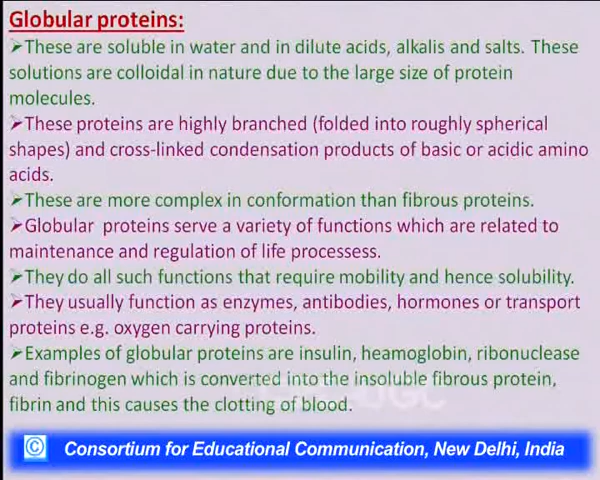 Globular proteins:
➢These are soluble in water and in dilute acids, alkalis and salts. These
solutions are colloidal in nature due to the large size of protein
molecules.
➢These proteins are highly branched (folded into roughly spherical
shapes) and cross-linked condensation products of basic or acidic amino
acids.
➢These are more complex in conformation than fibrous proteins.
➢Globular proteins serve a variety of functions which are related to
maintenance and regulation of life processess.
➢They do all such functions that require mobility and hence solubility.
➢They usually function as enzymes, antibodies, hormones or transport
proteins e.g. oxygen carrying proteins.
➢Examples of globular proteins are insulin, heamoglobin, ribonuclease
and fibrinogen which is converted into the insoluble fibrous protein,
fibrin and this causes the clotting of blood.
© Consortium for Educational Communication, New Delhi, India